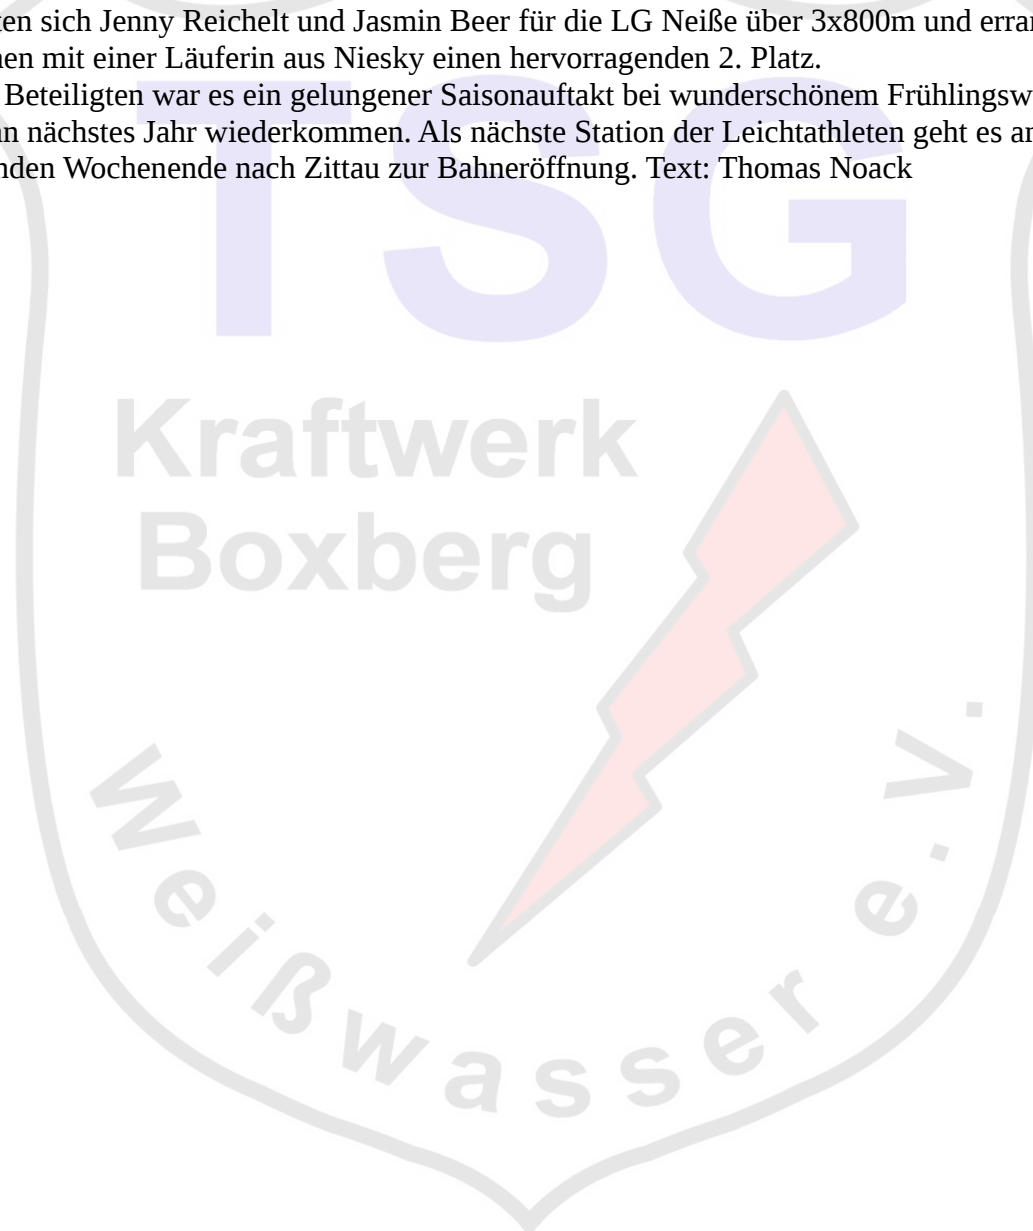 ten sich Jenny Reichelt und Jasmin Beer für die LG Neiße über 3x800m und erran
nen mit einer Läuferin aus Niesky einen hervorragenden 2. Platz.
Beteiligten war es ein gelungener Saisonauftakt bei wunderschönem Frühlingsw
n nächstes Jahr wiederkommen. Als nächste Station der Leichtathleten geht es an
nden Wochenende nach Zittau zur Bahneröffnung. Text: Thomas Noack
TSG
Kraftwerk
Boxberg
Weißwasser e.V.